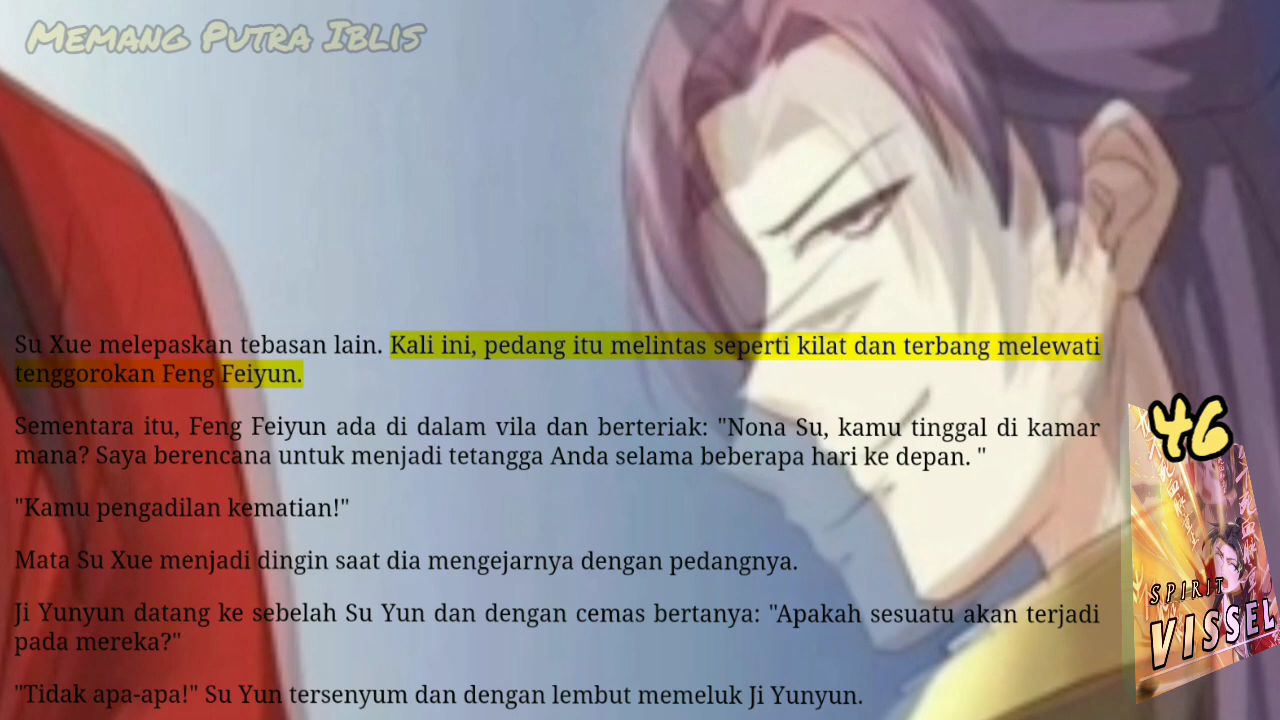 Memang Putra Iblis
Su Xue melepaskan tebasan lain. Kali ini, pedang itu melintas seperti kilat dan terbang melewati
tenggorokan Feng Feiyun.
Sementara itu, Feng Feiyun ada di dalam vila dan berteriak: "Nona Su, kamu tinggal di kamar
mana? Saya berencana untuk menjadi tetangga Anda selama beberapa hari ke depan. "
"Kamu pengadilan kematian!"
Mata Su Xue menjadi dingin saat dia mengejarnya dengan pedangnya.
Ji Yunyun datang ke sebelah Su Yun dan dengan cemas bertanya: "Apakah sesuatu akan terjadi
pada mereka?"
"Tidak apa-apa!" Su Yun tersenyum dan dengan lembut memeluk Ji Yunyun.
46
SPIRIT
VISSEL